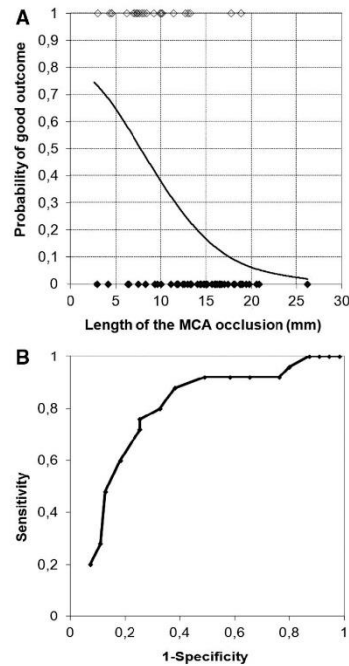 A
Probability of good outcome
1
0,9
0,8
0,7
0,6
0,5
0,4
0,3
0,2
0,1
0
0 5 10 15 20 25 30
Length of the MCA occlusion (mm)
B
Sensitivity
1
0,8
0,6
0,4
0,2
0
0,2 0,4 0,6 0,8 1
1-Specificity